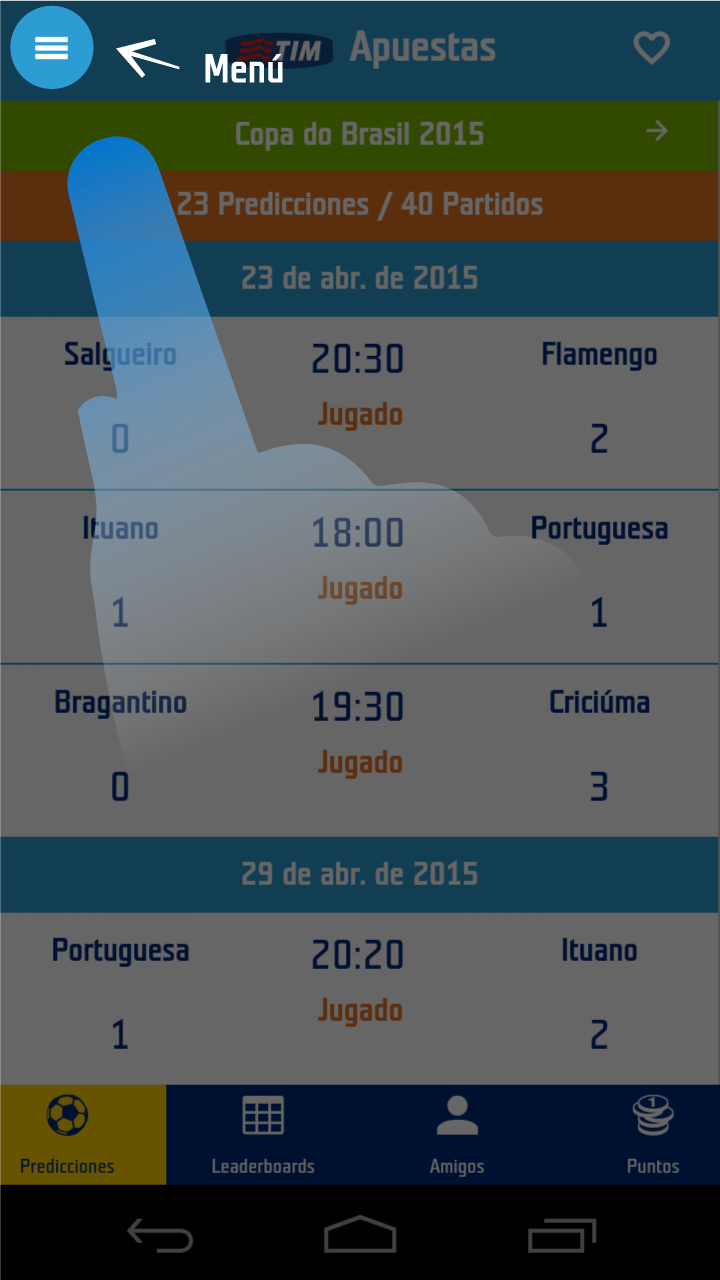 TIM Apuestas
Menú
Copa do Brasil 2015
23 Predicciones / 40 Partidos
23 de abr. de 2015
Salgueiro 20:30 Flamengo
Jugado
0 2
Ituano 18:00 Portuguesa
Jugado
1 1
Bragantino 19:30 Criciúma
Jugado
0 3
29 de abr. de 2015
Portuguesa 20:20 Ituano
Jugado
1 2
1
Predicciones Leaderboards Amigos Puntos